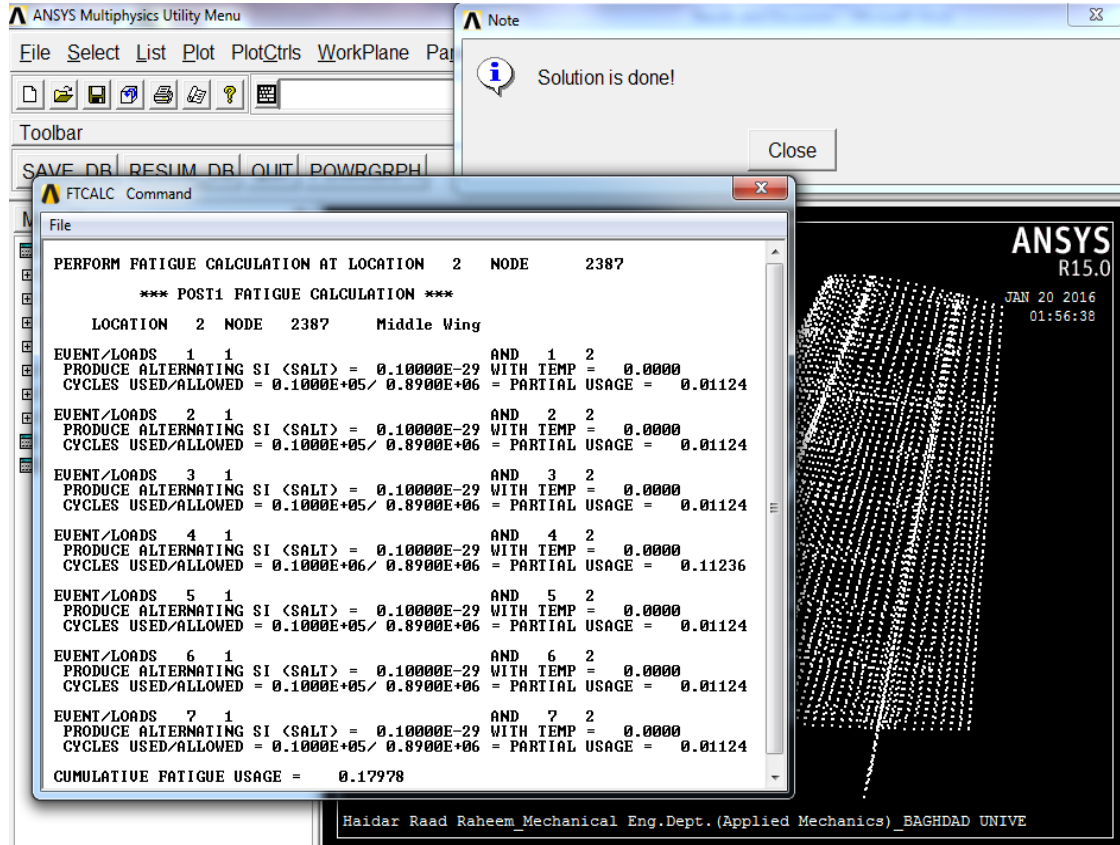 ANSYS Multiphysics Utility Menu
Note
File Select List Plot PlotCtrls WorkPlane
Solution is done!
Toolbar
Close
SAVE_DB RESUM_DB QUIT POWRGRPH
FTCALC Command
File
PERFORM FATIGUE CALCULATION AT LOCATION 2 NODE 2387
*** POST1 FATIGUE CALCULATION ***
LOCATION 2 NODE 2387 Middle Wing
EVENT/LOADS 1 1 AND 1 2
PRODUCE ALTERNATING SI (SALT) = 0.10000E-29 WITH TEMP = 0.0000
CYCLES USED/ALLOWED = 0.1000E+05/ 0.8900E+06 = PARTIAL USAGE = 0.01124
EVENT/LOADS 2 1 AND 2 2
PRODUCE ALTERNATING SI (SALT) = 0.10000E-29 WITH TEMP = 0.0000
CYCLES USED/ALLOWED = 0.1000E+05/ 0.8900E+06 = PARTIAL USAGE = 0.01124
EVENT/LOADS 3 1 AND 3 2
PRODUCE ALTERNATING SI (SALT) = 0.10000E-29 WITH TEMP = 0.0000
CYCLES USED/ALLOWED = 0.1000E+05/ 0.8900E+06 = PARTIAL USAGE = 0.01124
EVENT/LOADS 4 1 AND 4 2
PRODUCE ALTERNATING SI (SALT) = 0.10000E-29 WITH TEMP = 0.0000
CYCLES USED/ALLOWED = 0.1000E+06/ 0.8900E+06 = PARTIAL USAGE = 0.11236
EVENT/LOADS 5 1 AND 5 2
PRODUCE ALTERNATING SI (SALT) = 0.10000E-29 WITH TEMP = 0.0000
CYCLES USED/ALLOWED = 0.1000E+05/ 0.8900E+06 = PARTIAL USAGE = 0.01124
EVENT/LOADS 6 1 AND 6 2
PRODUCE ALTERNATING SI (SALT) = 0.10000E-29 WITH TEMP = 0.0000
CYCLES USED/ALLOWED = 0.1000E+05/ 0.8900E+06 = PARTIAL USAGE = 0.01124
EVENT/LOADS 7 1 AND 7 2
PRODUCE ALTERNATING SI (SALT) = 0.10000E-29 WITH TEMP = 0.0000
CYCLES USED/ALLOWED = 0.1000E+05/ 0.8900E+06 = PARTIAL USAGE = 0.01124
CUMULATIVE FATIGUE USAGE = 0.17978
ANSYS
R15.0
JAN 20 2016
01:56:38
Haidar Raad Raheem_Mechanical Eng.Dept.(Applied Mechanics)_BAGHDAD UNIVE